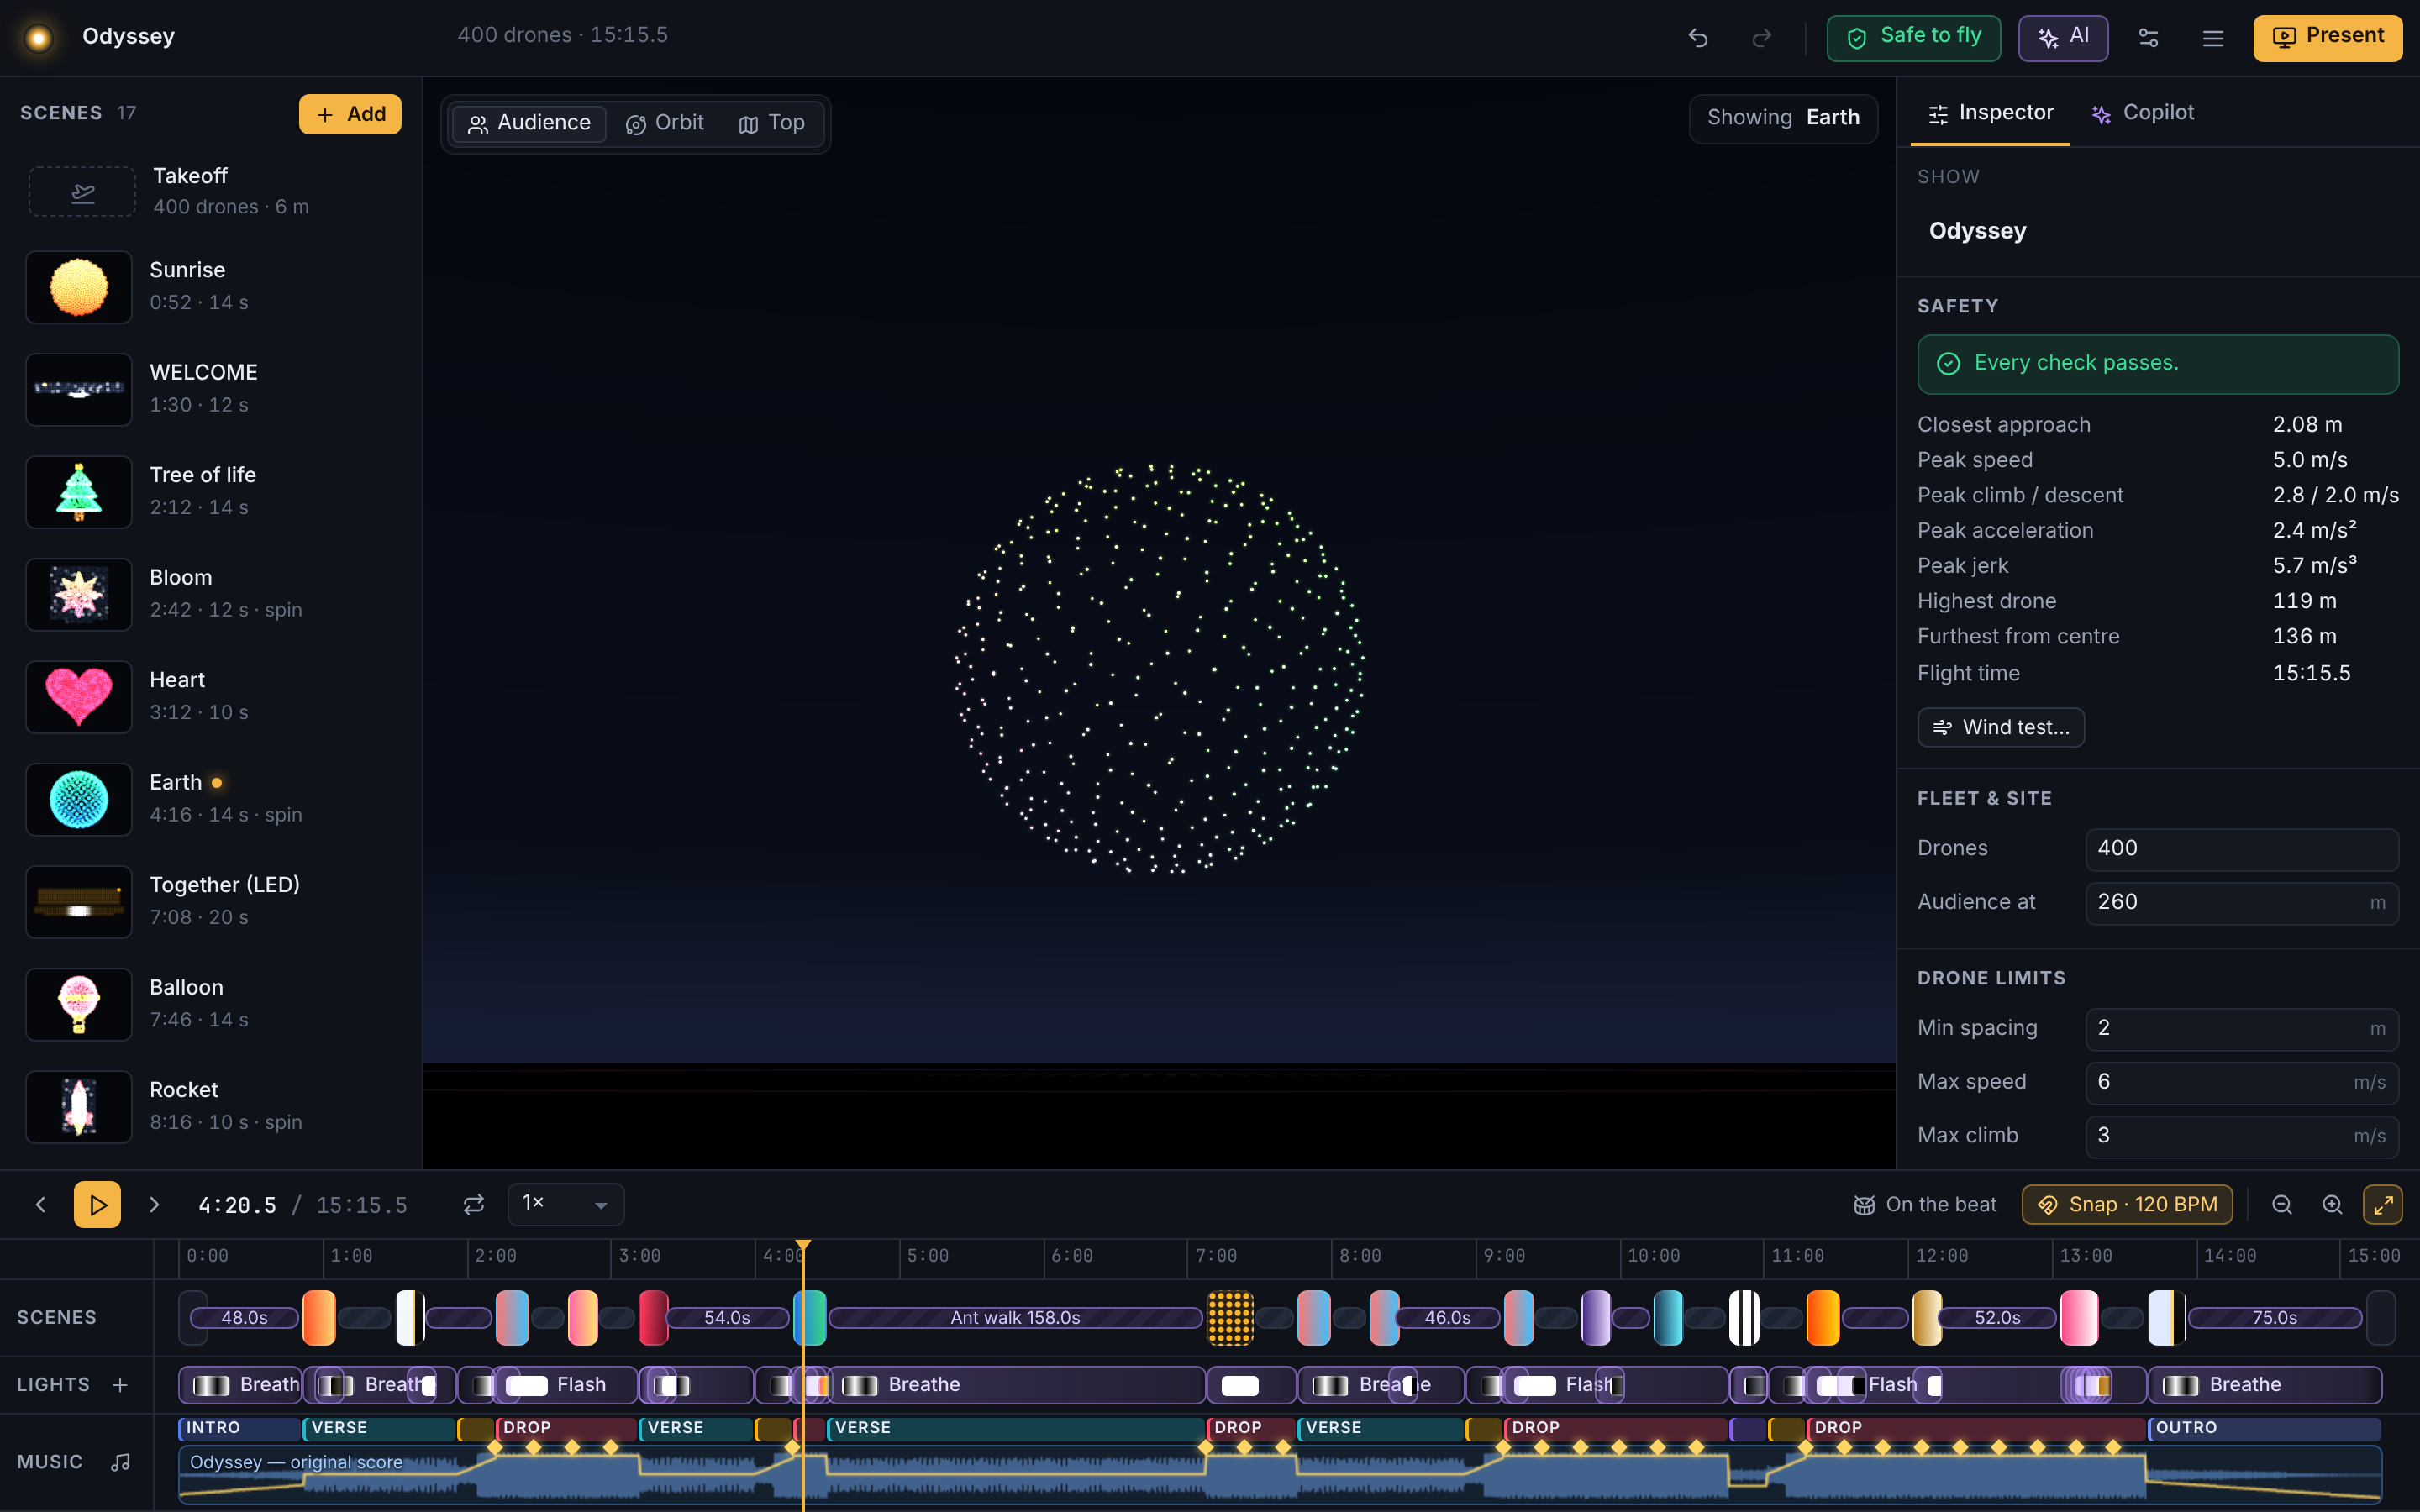 Odyssey
400 drones · 15:15.5
Safe to fly
AI
Present
SCENES 17
Add
Takeoff
400 drones · 6 m
Sunrise
0:52 · 14 s
WELCOME
1:30 · 12 s
Tree of life
2:12 · 14 s
Bloom
2:42 · 12 s · spin
Heart
3:12 · 10 s
Earth
4:16 · 14 s · spin
Together (LED)
7:08 · 20 s
Balloon
7:46 · 14 s
Rocket
8:16 · 10 s · spin
Audience
Orbit
Top
Showing Earth
Inspector
Copilot
SHOW
Odyssey
SAFETY
Every check passes.
Closest approach 2.08 m
Peak speed 5.0 m/s
Peak climb / descent 2.8 / 2.0 m/s
Peak acceleration 2.4 m/s²
Peak jerk 5.7 m/s³
Highest drone 119 m
Furthest from centre 136 m
Flight time 15:15.5
Wind test...
FLEET & SITE
Drones 400
Audience at 260 m
DRONE LIMITS
Min spacing 2 m
Max speed 6 m/s
Max climb 3 m/s
4:20.5 / 15:15.5
1×
On the beat
Snap · 120 BPM
0:00 1:00 2:00 3:00 4:00 5:00 6:00 7:00 8:00 9:00 10:00 11:00 12:00 13:00 14:00 15:00
SCENES 48.0s 54.0s Ant walk 158.0s 46.0s 52.0s 75.0s
LIGHTS Breath Breath Flash Breathe Breathe Flash Flash Breathe
INTRO VERSE DROP VERSE VERSE DROP VERSE DROP DROP OUTRO
MUSIC
Odyssey — original score